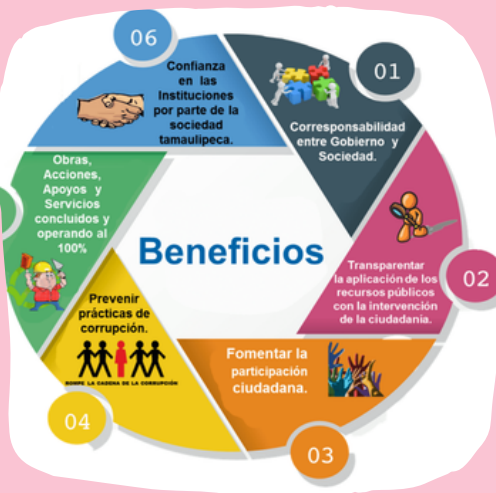 Beneficios
01
Corresponsabilidad
entre Gobierno y
Sociedad.
02
Transparentar
la aplicación de los
recursos públicos
con la intervención
de la ciudadanía.
03
Fomentar la
participación
ciudadana.
04
Prevenir
prácticas de
corrupción.
ROMPE LA CADENA DE LA CORRUPCIÓN
Obras,
Acciones,
Apoyos y
Servicios
concluidos y
operando al
100%
06
Confianza
en las
Instituciones
por parte de la
sociedad
tamaulipeca.